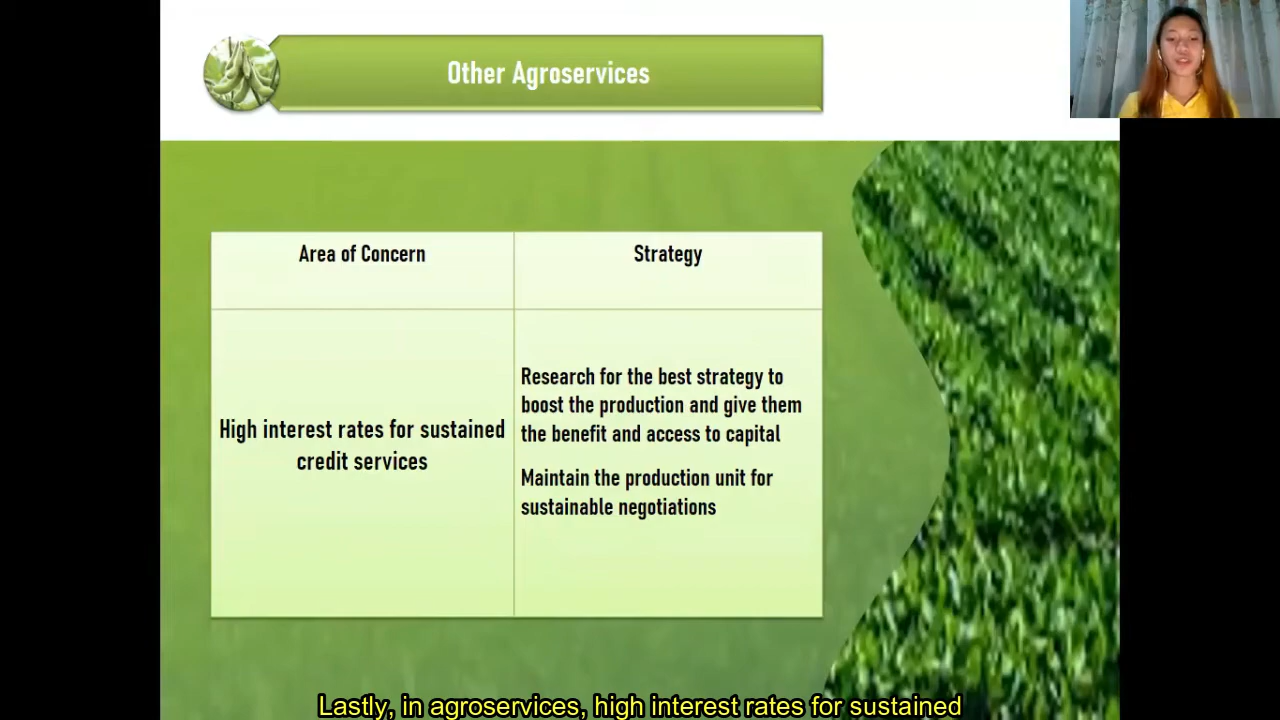 Other Agroservices
Area of Concern
Strategy
High interest rates for sustained
credit services
Research for the best strategy to
boost the production and give them
the benefit and access to capital
Maintain the production unit for
sustainable negotiations
Lastly, in agroservices, high interest rates for sustained